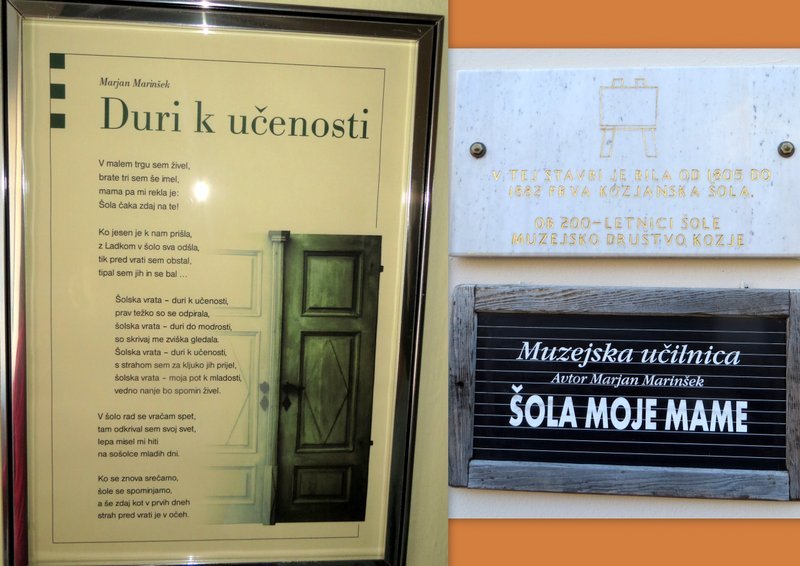 Marjan Marinšek
Duri k učenosti
V malem trgu sem živel,
brate tri sem še imel,
mama pa mi rekla je:
Šola čaka zdaj na te!
Ko jesen je k nam prišla,
z Ladkom v šolo sva odšla,
tik pred vrati sem obstal,
tipal sem jih in se bal ...
Šolska vrata – duri k učenosti,
prav težko so se odpirala,
šolska vrata – duri do modrosti,
so skrivaj me zviška gledala.
Šolska vrata – duri k učenosti,
s strahom sem za kljuko jih prijel,
šolska vrata – moja pot k mladosti,
vedno nanje bo spomin živel.
V šolo rad se vračam spet,
tam odkrival sem svoj svet,
lepa misel mi hiti
na sošolce mladih dni.
Ko se znova srečamo,
šole se spominjamo,
a še zdaj kot v prvih dneh
strah pred vrati je v očeh.
V TEJ STAVBI JE BILA OD 1805 DO
1882 PRVA KOZJANSKA ŠOLA.
OB 200-LETNICI ŠOLE
MUZEJSKO DRUŠTVO KOZJE
Muzejska učilnica
Avtor Marjan Marinšek
ŠOLA MOJE MAME